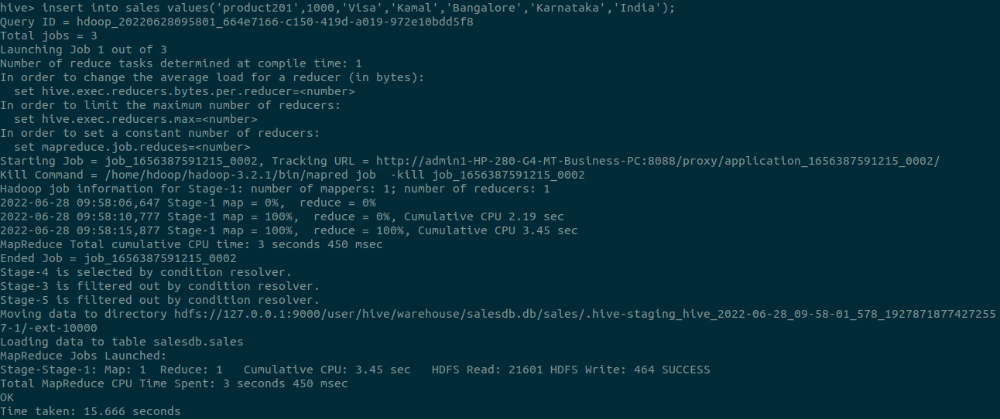 hive> insert into sales values('product201',1000,'Visa','Kamal','Bangalore','Karnataka','India');
Query ID = hdoop_20220628095801_664e7166-c150-419d-a019-972e10bdd5f8
Total jobs = 3
Launching Job 1 out of 3
Number of reduce tasks determined at compile time: 1
In order to change the average load for a reducer (in bytes):
  set hive.exec.reducers.bytes.per.reducer=<number>
In order to limit the maximum number of reducers:
  set hive.exec.reducers.max=<number>
In order to set a constant number of reducers:
  set mapreduce.job.reduces=<number>
Starting Job = job_1656387591215_0002, Tracking URL = http://admin1-HP-280-G4-MT-Business-PC:8088/proxy/application_1656387591215_0002/
Kill Command = /home/hdoop/hadoop-3.2.1/bin/mapred job  -kill job_1656387591215_0002
Hadoop job information for Stage-1: number of mappers: 1; number of reducers: 1
2022-06-28 09:58:06,647 Stage-1 map = 0%,  reduce = 0%
2022-06-28 09:58:10,777 Stage-1 map = 100%,  reduce = 0%, Cumulative CPU 2.19 sec
2022-06-28 09:58:15,877 Stage-1 map = 100%,  reduce = 100%, Cumulative CPU 3.45 sec
MapReduce Total cumulative CPU time: 3 seconds 450 msec
Ended Job = job_1656387591215_0002
Stage-4 is selected by condition resolver.
Stage-3 is filtered out by condition resolver.
Stage-5 is filtered out by condition resolver.
Moving data to directory hdfs://127.0.0.1:9000/user/hive/warehouse/salesdb.db/sales/.hive-staging_hive_2022-06-28_09-58-01_578_1927871877427255
7-1/-ext-10000
Loading data to table salesdb.sales
MapReduce Jobs Launched:
Stage-Stage-1: Map: 1  Reduce: 1   Cumulative CPU: 3.45 sec   HDFS Read: 21601 HDFS Write: 464 SUCCESS
Total MapReduce CPU Time Spent: 3 seconds 450 msec
OK
Time taken: 15.666 seconds